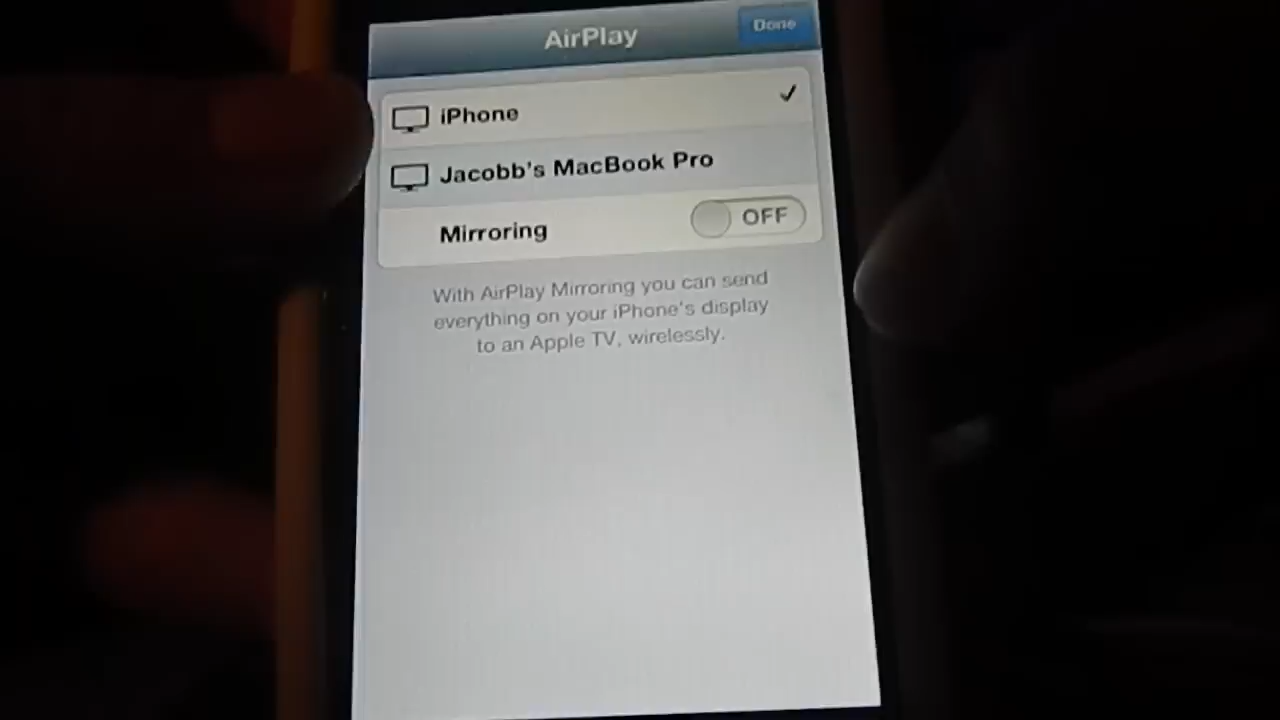 AirPlay
Done
iPhone
Jacobb's MacBook Pro
Mirroring
OFF
With AirPlay Mirroring you can send
everything on your iPhone's display
to an Apple TV, wirelessly.